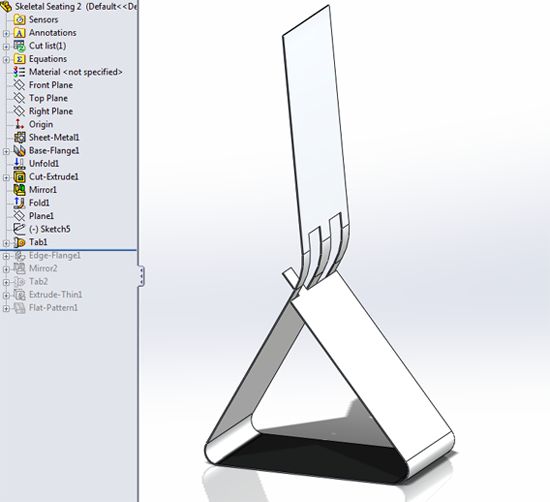 Skeletal Seating 2 (Default<<De
Sensors
A Annotations
Cut list(1)
Σ Equations
Material <not specified>
Front Plane
Top Plane
Right Plane
Origin
Sheet-Metal1
Base-Flange1
Unfold1
Cut-Extrude1
Mirror1
Fold1
Plane1
(-) Sketch5
Tab1
Edge-Flange1
Mirror2
Tab2
Extrude-Thin1
Flat-Pattern1